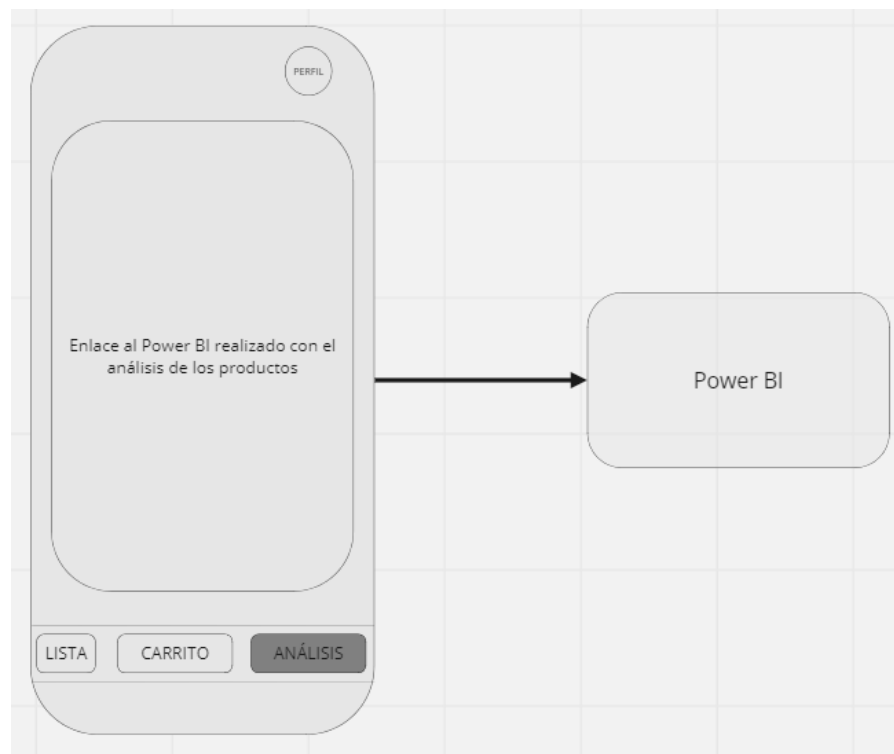 PERFIL
Enlace al Power BI realizado con el
análisis de los productos
Power BI
LISTA
CARRITO
ANÁLISIS